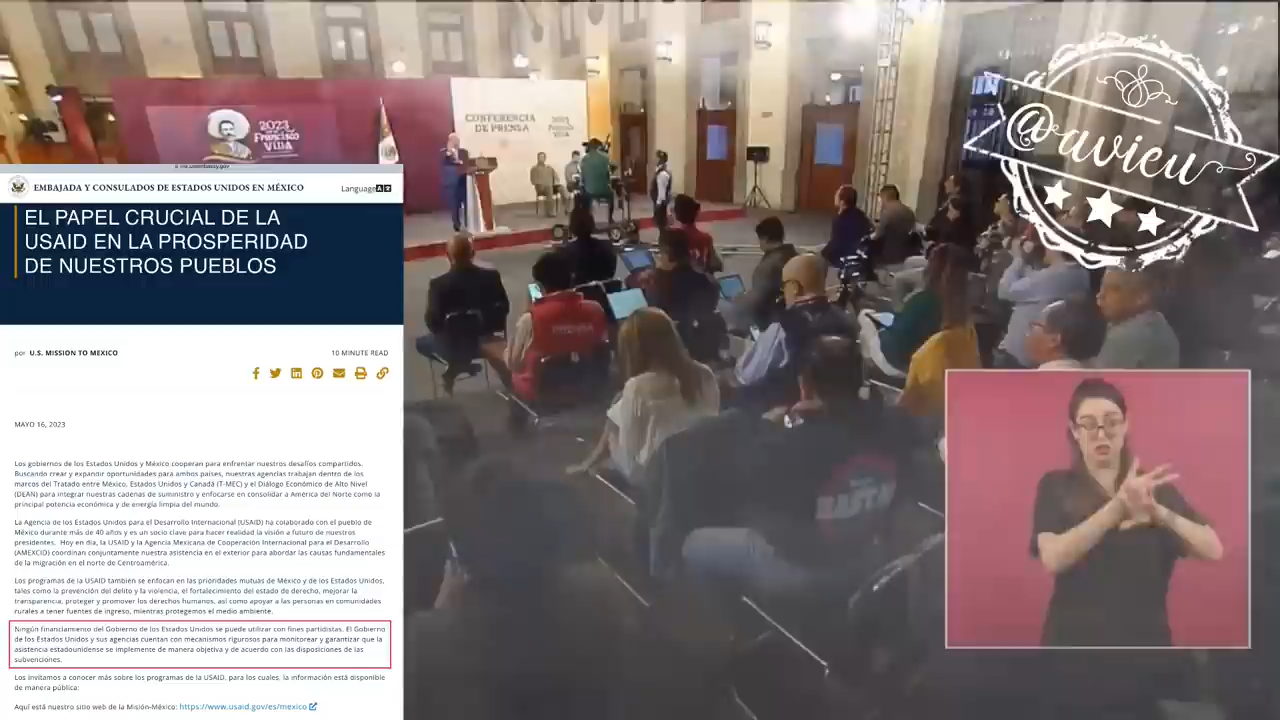 2023
Francisco
VILLA
CONFERENCIA
DE PRENSA
2023
VILLA
@avieu
EMBAJADA Y CONSULADOS DE ESTADOS UNIDOS EN MÉXICO
Language
EL PAPEL CRUCIAL DE LA
USAID EN LA PROSPERIDAD
DE NUESTROS PUEBLOS
por U.S. MISSION TO MEXICO
10 MINUTE READ
MAYO 16, 2023
Los gobiernos de los Estados Unidos y México cooperan para enfrentar nuestros desafíos compartidos.
Buscando crear y expandir oportunidades para ambos países, nuestras agencias trabajan dentro de los
marcos del Tratado entre México, Estados Unidos y Canadá (T-MEC) y el Diálogo Económico de Alto Nivel
(DEAN) para integrar nuestras cadenas de suministro y enfocarse en consolidar a América del Norte como la
principal potencia económica y de energía limpia del mundo.
La Agencia de los Estados Unidos para el Desarrollo Internacional (USAID) ha colaborado con el pueblo de
México durante más de 40 años y es un socio clave para hacer realidad la visión a futuro de nuestros
presidentes. Hoy en día, la USAID y la Agencia Mexicana de Cooperación Internacional para el Desarrollo
(AMEXCID) coordinan conjuntamente nuestra asistencia en el exterior para abordar las causas fundamentales
de la migración en el norte de Centroamérica.
Los programas de la USAID también se enfocan en las prioridades mutuas de México y de los Estados Unidos,
tales como la prevención del delito y la violencia, el fortalecimiento del estado de derecho, mejorar la
transparencia, proteger y promover los derechos humanos, así como apoyar a las personas en comunidades
rurales a tener fuentes de ingreso, mientras protegemos el medio ambiente.
Ningún financiamiento del Gobierno de los Estados Unidos se puede utilizar con fines partidistas. El Gobierno
de los Estados Unidos y sus agencias cuentan con mecanismos rigurosos para monitorear y garantizar que la
asistencia estadounidense se implemente de manera objetiva y de acuerdo con las disposiciones de las
subvenciones.
Los invitamos a conocer más sobre los programas de la USAID, para los cuales, la información está disponible
de manera pública:
Aquí está nuestro sitio web de la Misión-México: https://www.usaid.gov/es/mexico
PRENSA